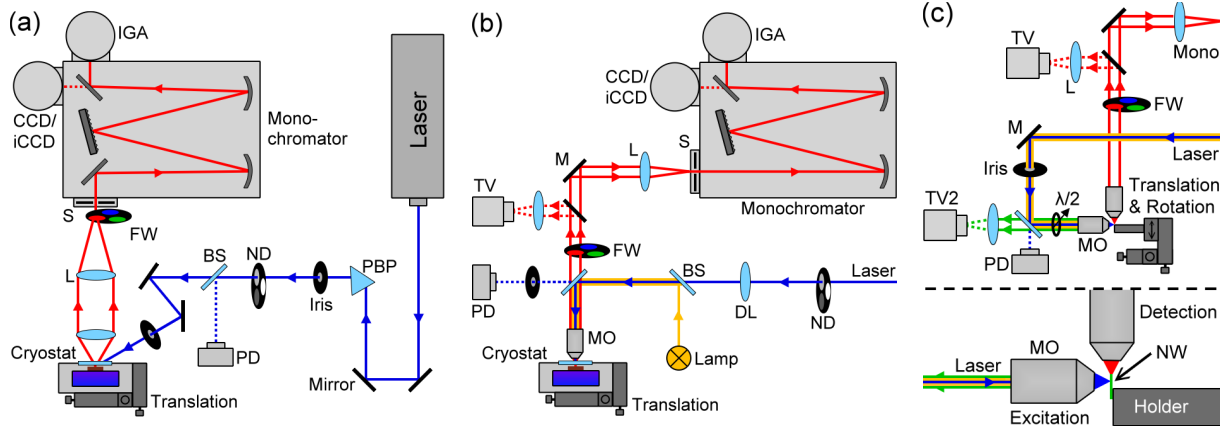 (a)
IGA
CCD/
iCCD
Mono-
chromator
Laser
S
FW
L
BS
ND
Iris
PBP
Cryostat
PD
Mirror
Translation
(b)
IGA
CCD/
iCCD
S
M
L
TV
Monochromator
FW
BS
Laser
PD
DL
ND
MO
Cryostat
Lamp
Translation
(c)
TV
L
Mono
FW
M
Laser
Iris
Translation
& Rotation
TV2
λ/2
MO
PD
Detection
MO
NW
Laser
Excitation
Holder